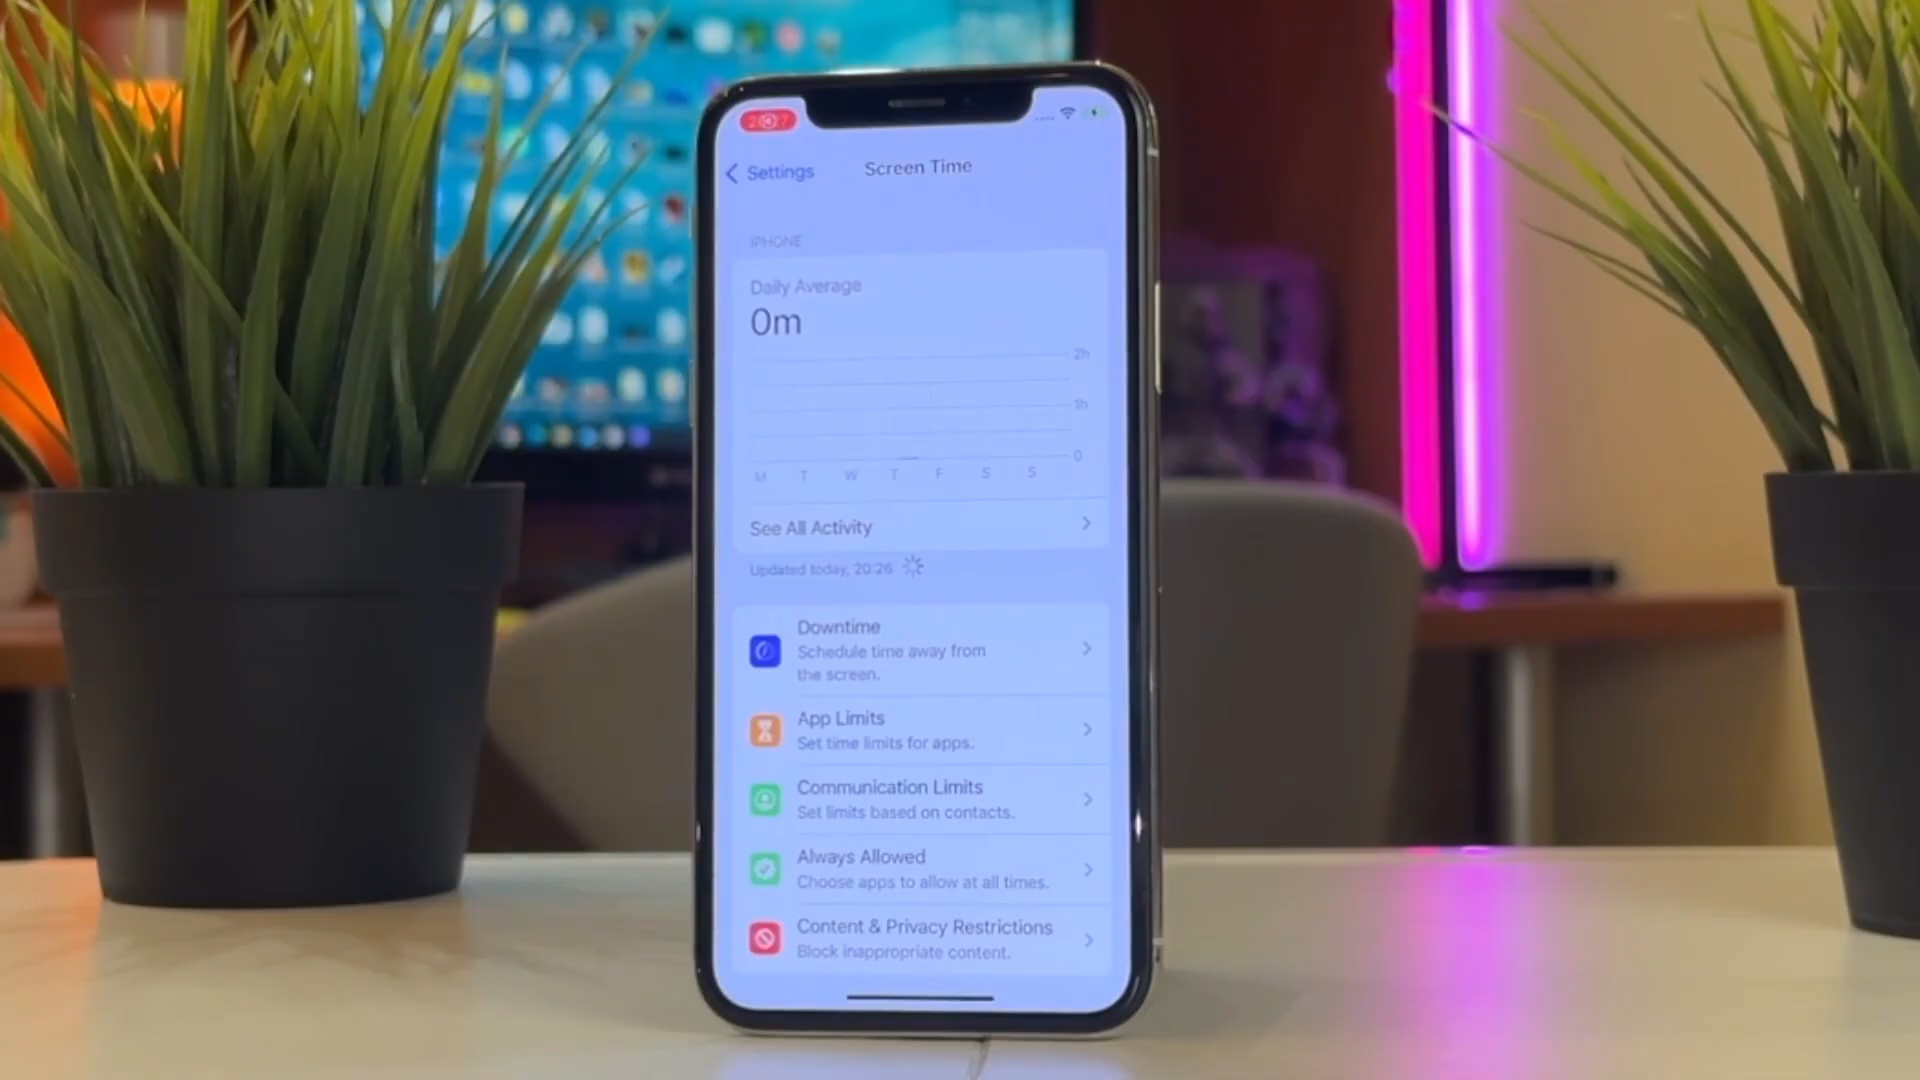 Settings
Screen Time
IPHONE
Daily Average
0m
2h
1h
0
M T W T F S S
See All Activity
Updated today, 20:26
Downtime
Schedule time away from
the screen.
App Limits
Set time limits for apps.
Communication Limits
Set limits based on contacts.
Always Allowed
Choose apps to allow at all times.
Content & Privacy Restrictions
Block inappropriate content.